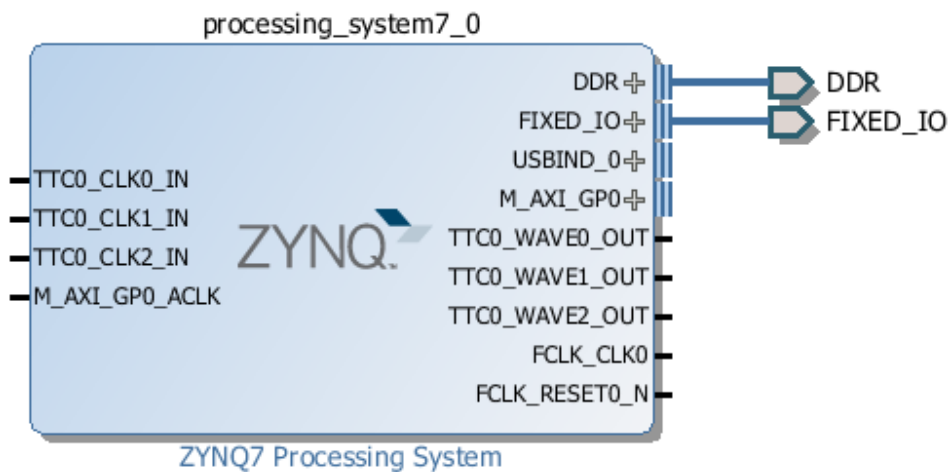 processing_system7_0
DDR
FIXED_IO
USBIND_0
M_AXI_GP0
TTC0_WAVE0_OUT
TTC0_WAVE1_OUT
TTC0_WAVE2_OUT
FCLK_CLK0
FCLK_RESET0_N
TTC0_CLK0_IN
TTC0_CLK1_IN
TTC0_CLK2_IN
M_AXI_GP0_ACLK
ZYNQ
DDR
FIXED_IO
ZYNQ7 Processing System